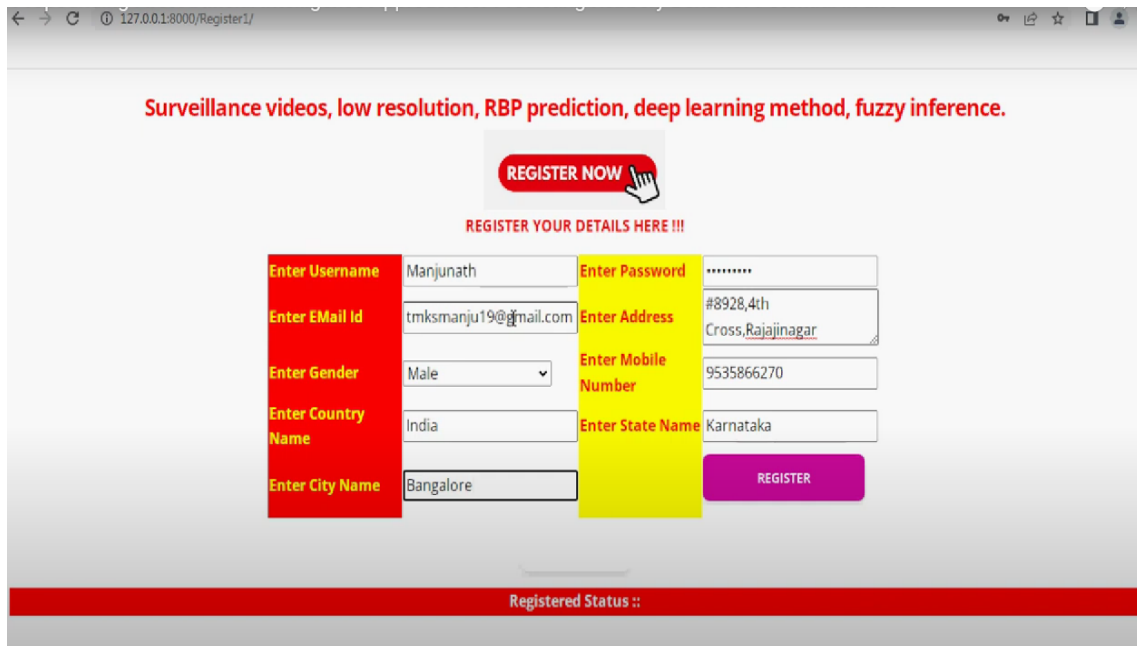 127.0.0.1:8000/Register1/
Surveillance videos, low resolution, RBP prediction, deep learning method, fuzzy inference.
REGISTER NOW
REGISTER YOUR DETAILS HERE !!!
Enter Username Manjunath Enter Password •••••••••
Enter EMail Id tmksmanju19@gmail.com Enter Address #8928,4th
Cross,Rajajinagar
Enter Gender Male Enter Mobile
Number 9535866270
Enter Country
Name India Enter State Name Karnataka
Enter City Name Bangalore REGISTER
Registered Status ::